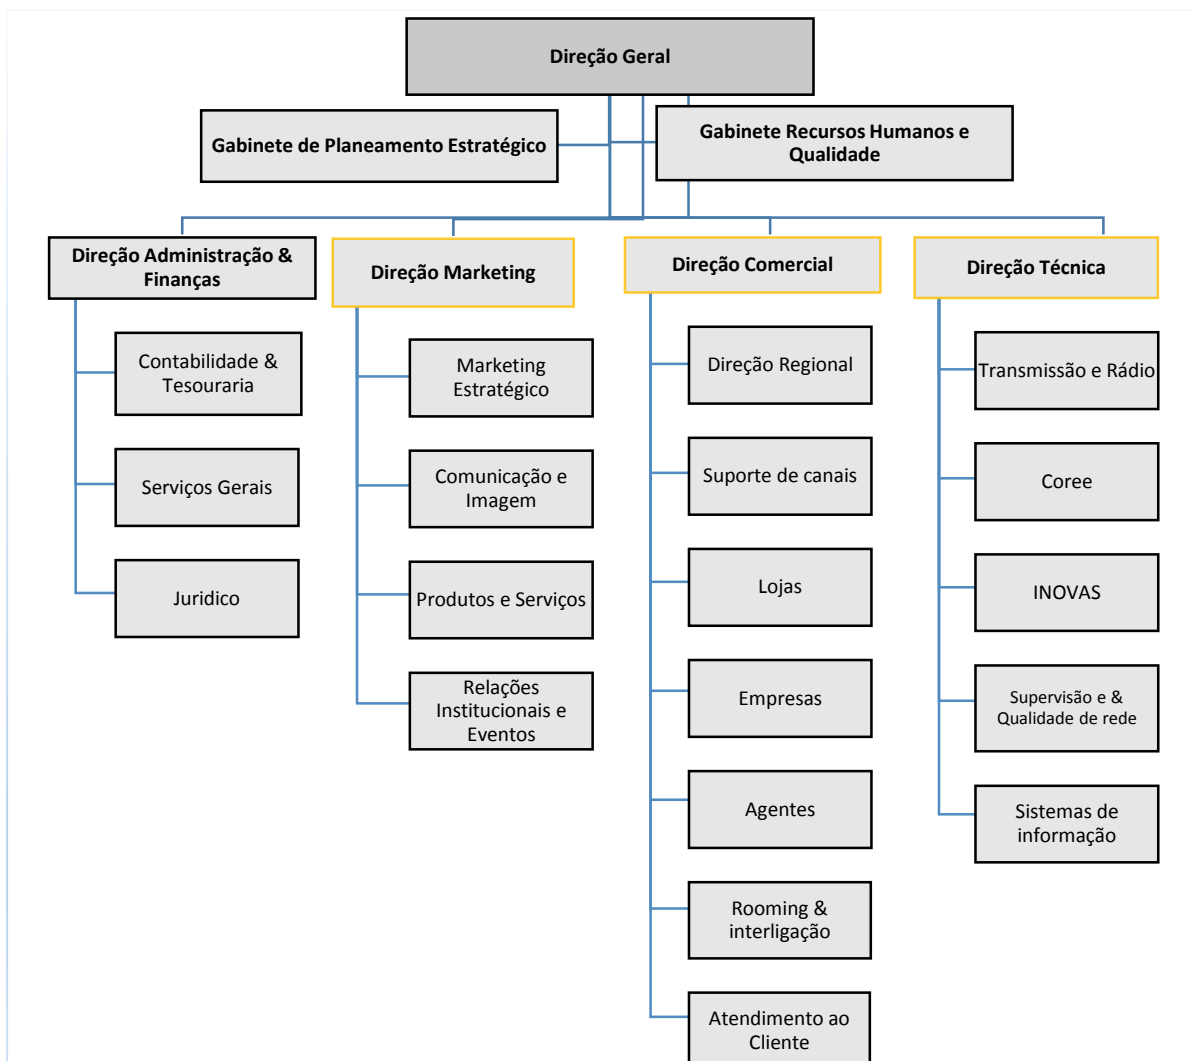 Direção Geral
Gabinete de Planeamento Estratégico
Gabinete Recursos Humanos e
Qualidade
Direção Administração &
Finanças
Direção Marketing
Direção Comercial
Direção Técnica
Contabilidade &
Tesouraria
Serviços Gerais
Juridico
Marketing
Estratégico
Comunicação e
Imagem
Produtos e Serviços
Relações
Institucionais e
Eventos
Direção Regional
Suporte de canais
Lojas
Empresas
Agentes
Rooming &
interligação
Atendimento ao
Cliente
Transmissão e Rádio
Coree
INOVAS
Supervisão e &
Qualidade de rede
Sistemas de
informação